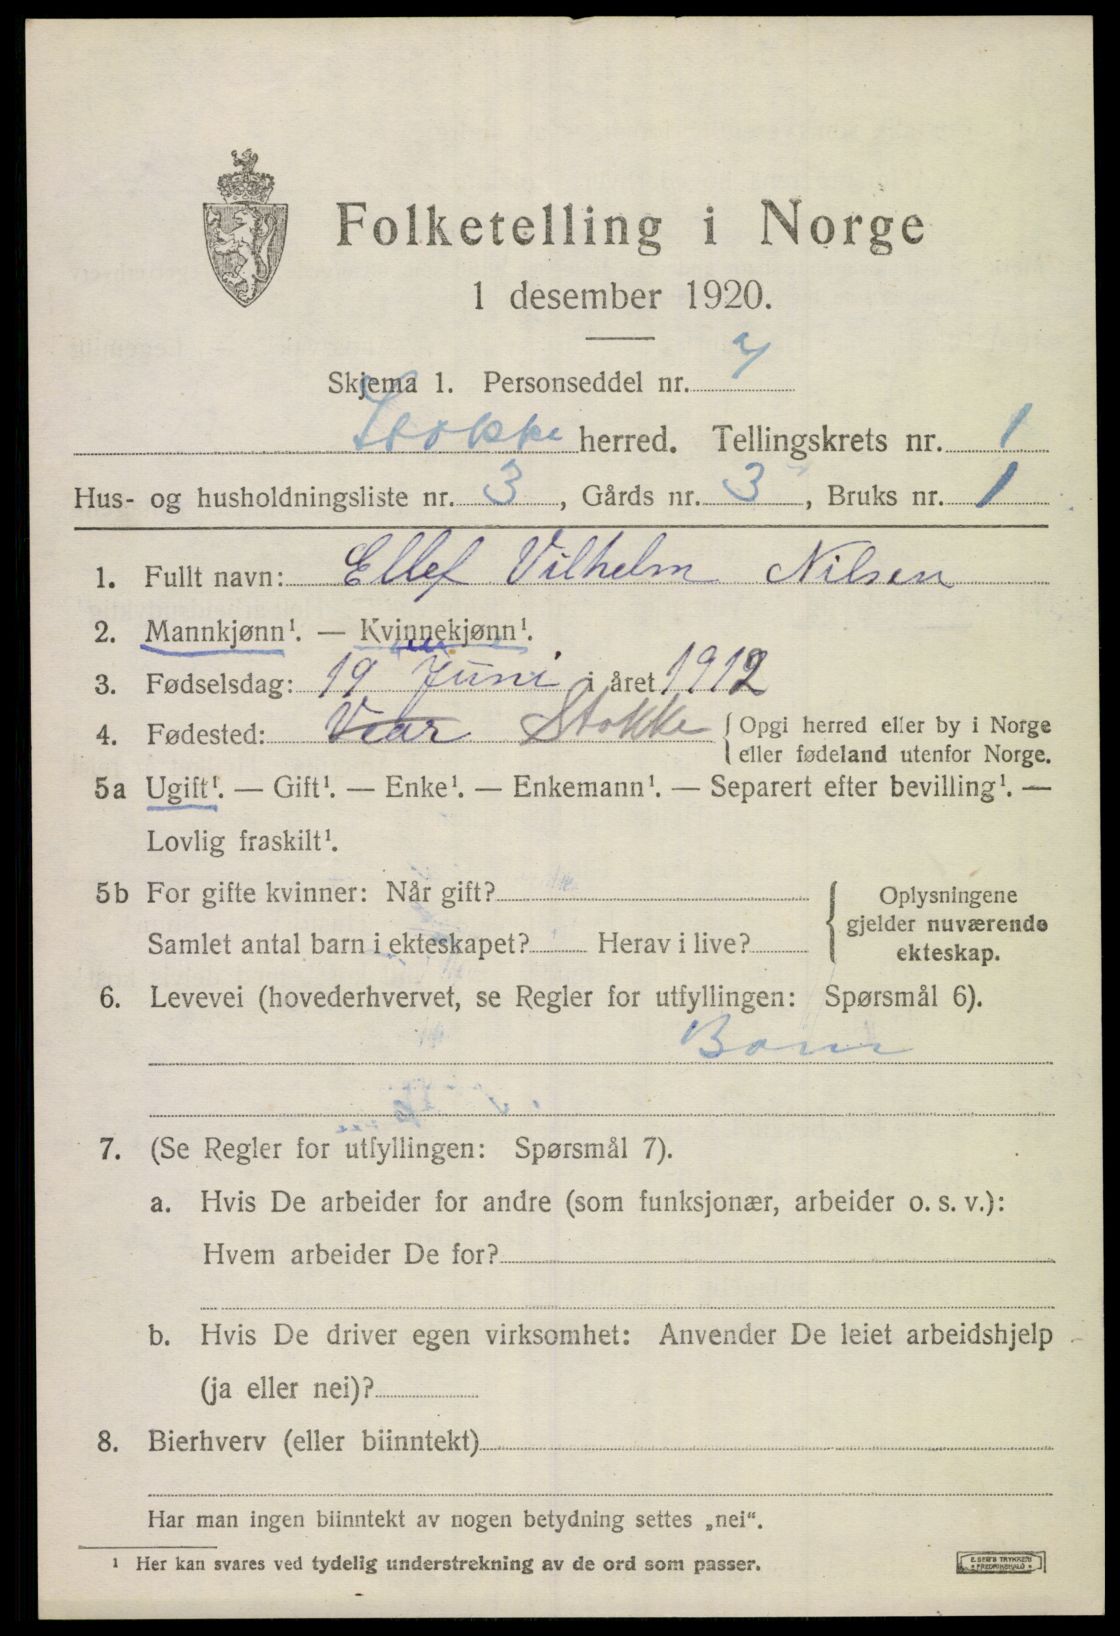 Folketelling i Norge
1 desember 1920.
Skjema 1. Personseddel nr. 7
Stokke herred. Tellingskrets nr. 1
Hus- og husholdningsliste nr. 3, Gårds nr. 3, Bruks nr. 1
1. Fullt navn: Ellef Vilhelm Nilsen
2. Mannkjønn¹. — Kvinnekjønn¹.
3. Fødselsdag: 19 Juni i året 1912
4. Fødested: Vear Stokke {Opgi herred eller by i Norge
eller fødeland utenfor Norge.
5a Ugift¹. — Gift¹. — Enke¹. — Enkemann¹. — Separert efter bevilling¹. —
Lovlig fraskilt¹.
5b For gifte kvinner: Når gift?
Samlet antal barn i ekteskapet? Herav i live?
{Oplysningene
gjelder nuværende
ekteskap.
6. Levevei (hovederhvervet, se Regler for utfyllingen: Spørsmål 6).
Barn
7. (Se Regler for utfyllingen: Spørsmål 7).
a. Hvis De arbeider for andre (som funksjonær, arbeider o. s. v.):
Hvem arbeider De for?
b. Hvis De driver egen virksomhet: Anvender De leiet arbeidshjelp
(ja eller nei)?
8. Bierhverv (eller biinntekt)
Har man ingen biinntekt av nogen betydning settes „nei“.
¹ Her kan svares ved tydelig understrekning av de ord som passer.
E. SEM'S TRYKKERI
FREDRIKSHALD